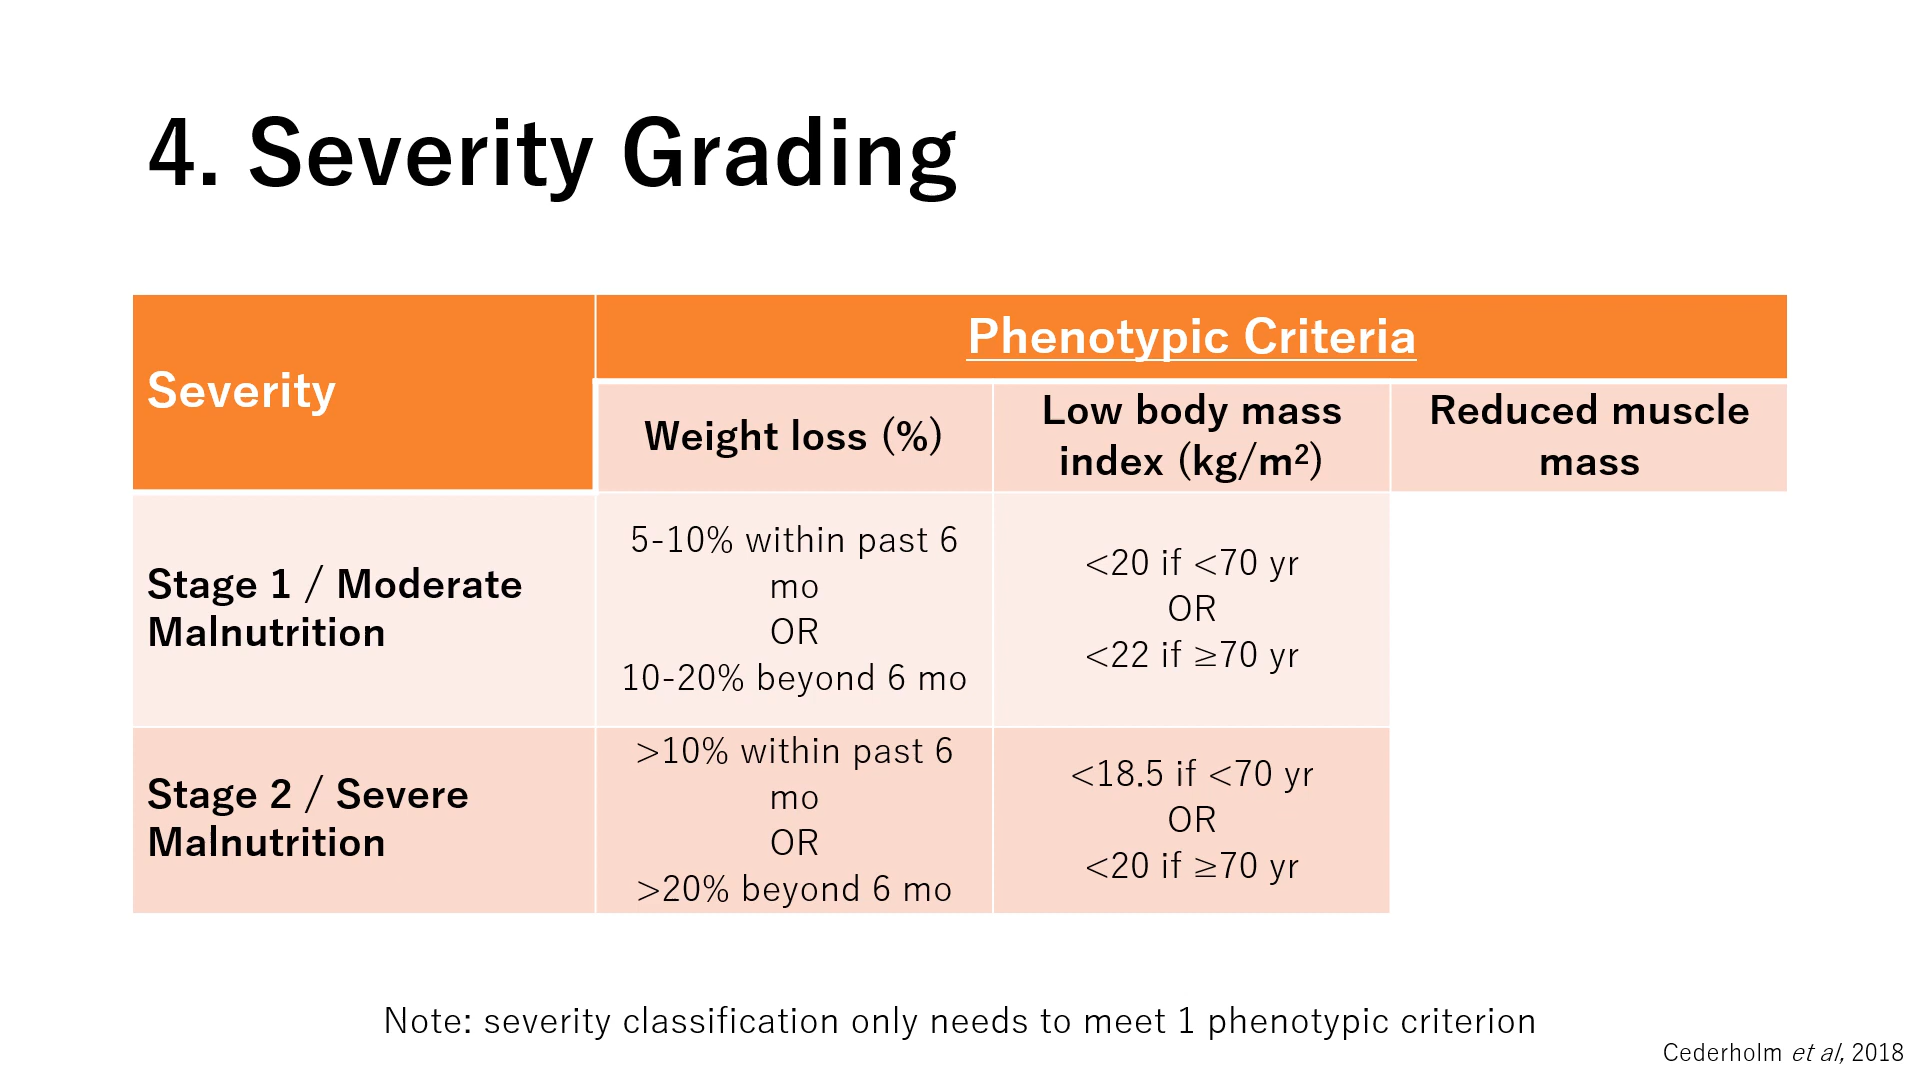 4. Severity Grading
Severity
Phenotypic Criteria
Weight loss (%)
Low body mass
index (kg/m²)
Reduced muscle
mass
Stage 1 / Moderate
Malnutrition
5-10% within past 6
mo
OR
10-20% beyond 6 mo
<20 if <70 yr
OR
<22 if ≥70 yr
Stage 2 / Severe
Malnutrition
>10% within past 6
mo
OR
>20% beyond 6 mo
<18.5 if <70 yr
OR
<20 if ≥70 yr
Note: severity classification only needs to meet 1 phenotypic criterion
Cederholm et al, 2018